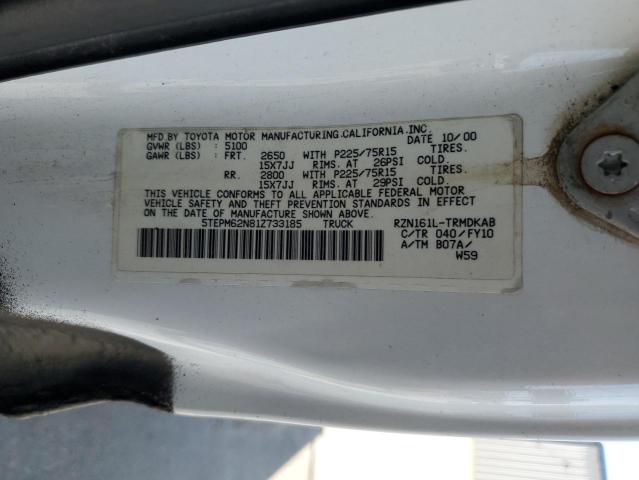 MFD.BY TOYOTA MOTOR MANUFACTURING.CALIFORNIA.INC.
GVWR (LBS) : 5100 DATE 10/00
GAWR (LBS) : FRT. 2650 WITH P225/75R15 TIRES.
15X7JJ RIMS. AT 26PSI COLD.
RR. 2800 WITH P225/75R15 TIRES.
15X7JJ RIMS. AT 29PSI COLD.
THIS VEHICLE CONFORMS TO ALL APPLICABLE FEDERAL MOTOR
VEHICLE SAFETY AND THEFT PREVENTION STANDARDS IN EFFECT ON
THE DATE OF MANUFACTURE SHOWN ABOVE.
5TEPM62N81Z733185 TRUCK RZN161L-TRMDKAB
C/TR 040/FY10
A/TM B07A/
W59